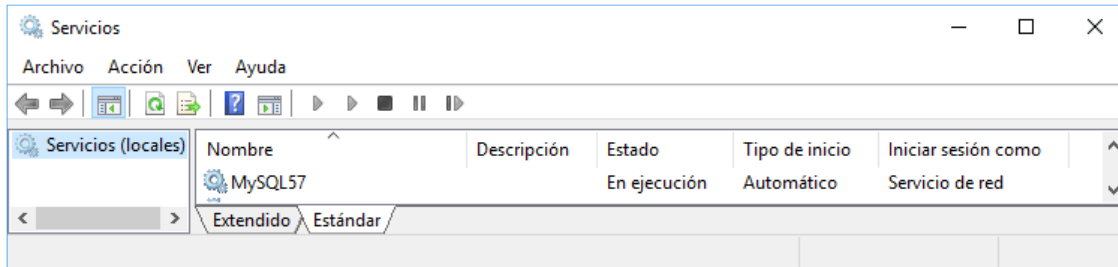 Servicios
Archivo Acción Ver Ayuda
Servicios (locales)
Nombre Descripción Estado Tipo de inicio Iniciar sesión como
MySQL57 En ejecución Automático Servicio de red
Extendido Estándar